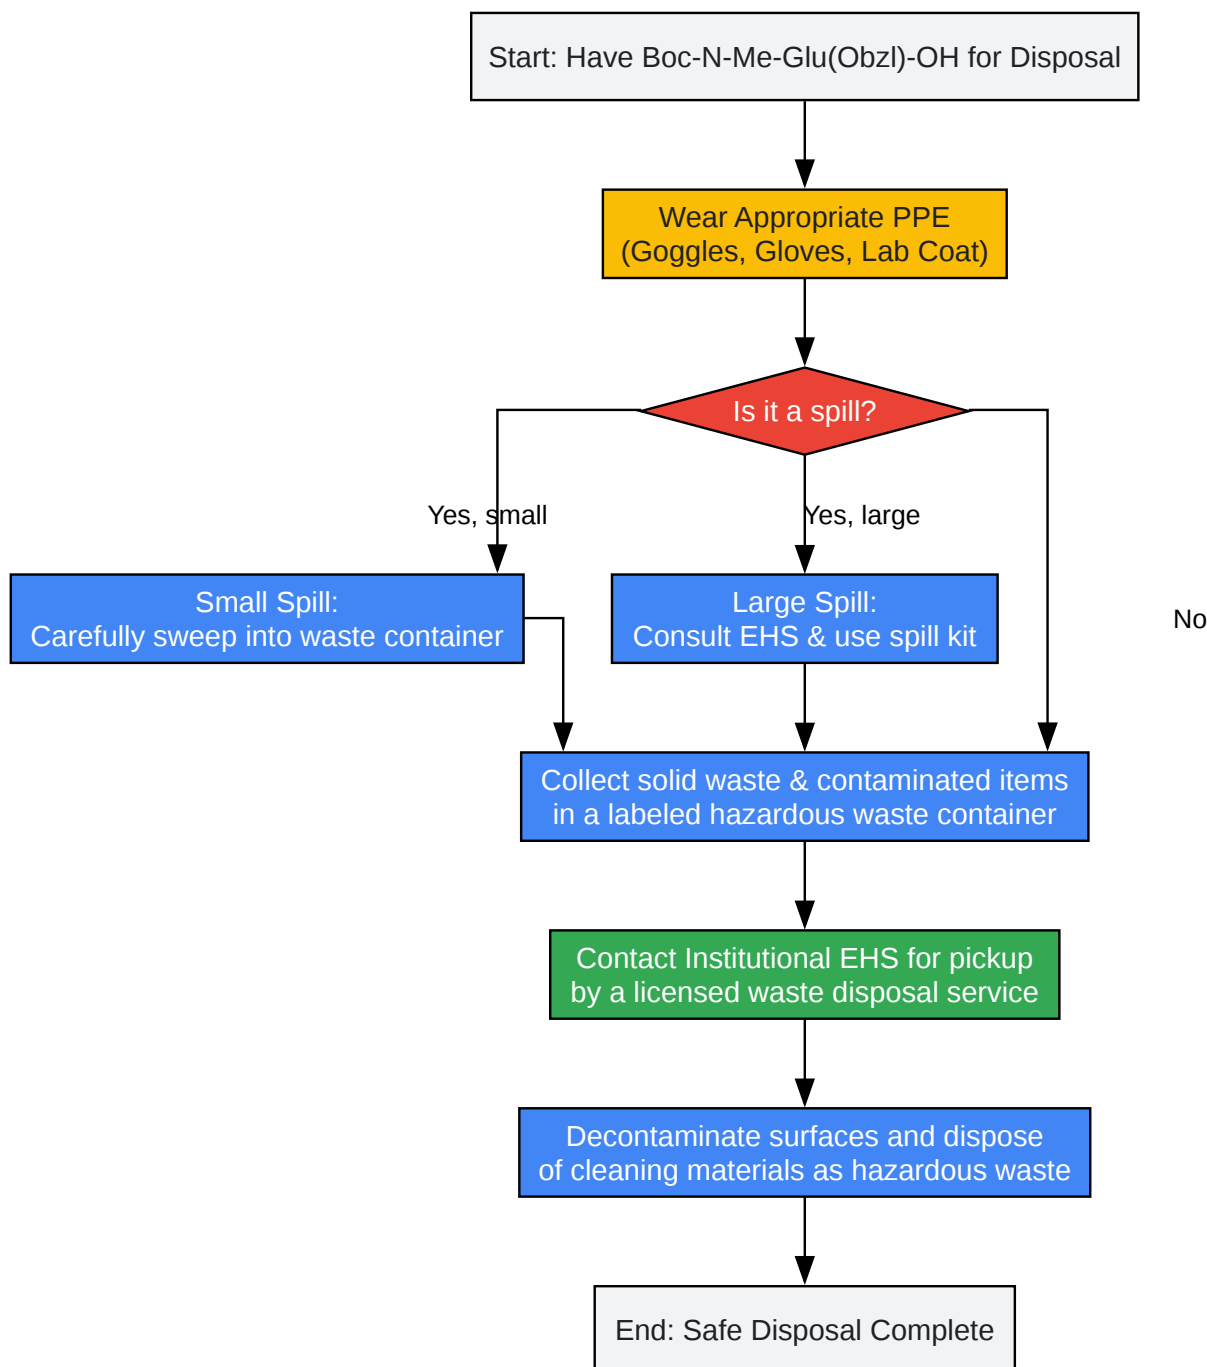 Start: Have Boc-N-Me-Glu(Obzl)-OH for Disposal
Wear Appropriate PPE
(Goggles, Gloves, Lab Coat)
Is it a spill?
Yes, small
Yes, large
Small Spill:
Carefully sweep into waste container
Large Spill:
Consult EHS & use spill kit
No
Collect solid waste & contaminated items
in a labeled hazardous waste container
Contact Institutional EHS for pickup
by a licensed waste disposal service
Decontaminate surfaces and dispose
of cleaning materials as hazardous waste
End: Safe Disposal Complete